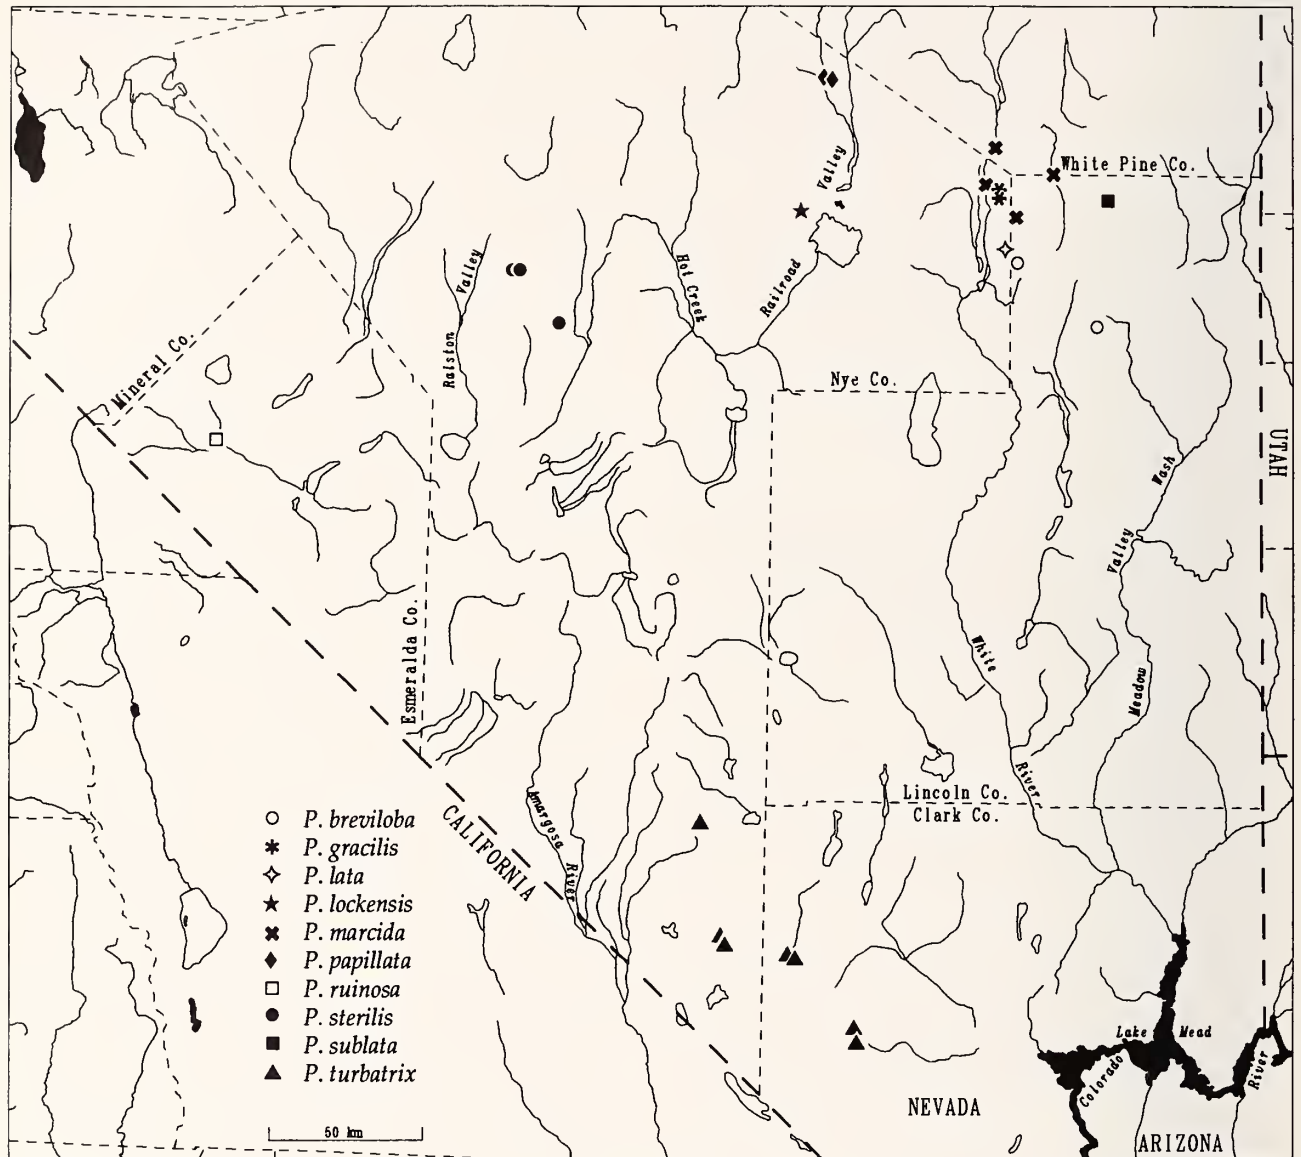 White Pine Co.
Railroad Valley
Hot Creek
Ralston Valley
Mineral Co.
Nye Co.
UTAH
Meadow Valley Wash
White River
Esmeralda Co.
Lincoln Co.
Clark Co.
Amargosa River
CALIFORNIA
P. breviloba
P. gracilis
P. lata
P. lockensis
P. marcida
P. papillata
P. ruinosa
P. sterilis
P. sublata
P. turbatrix
Lake Mead
Colorado River
NEVADA
ARIZONA
50 km